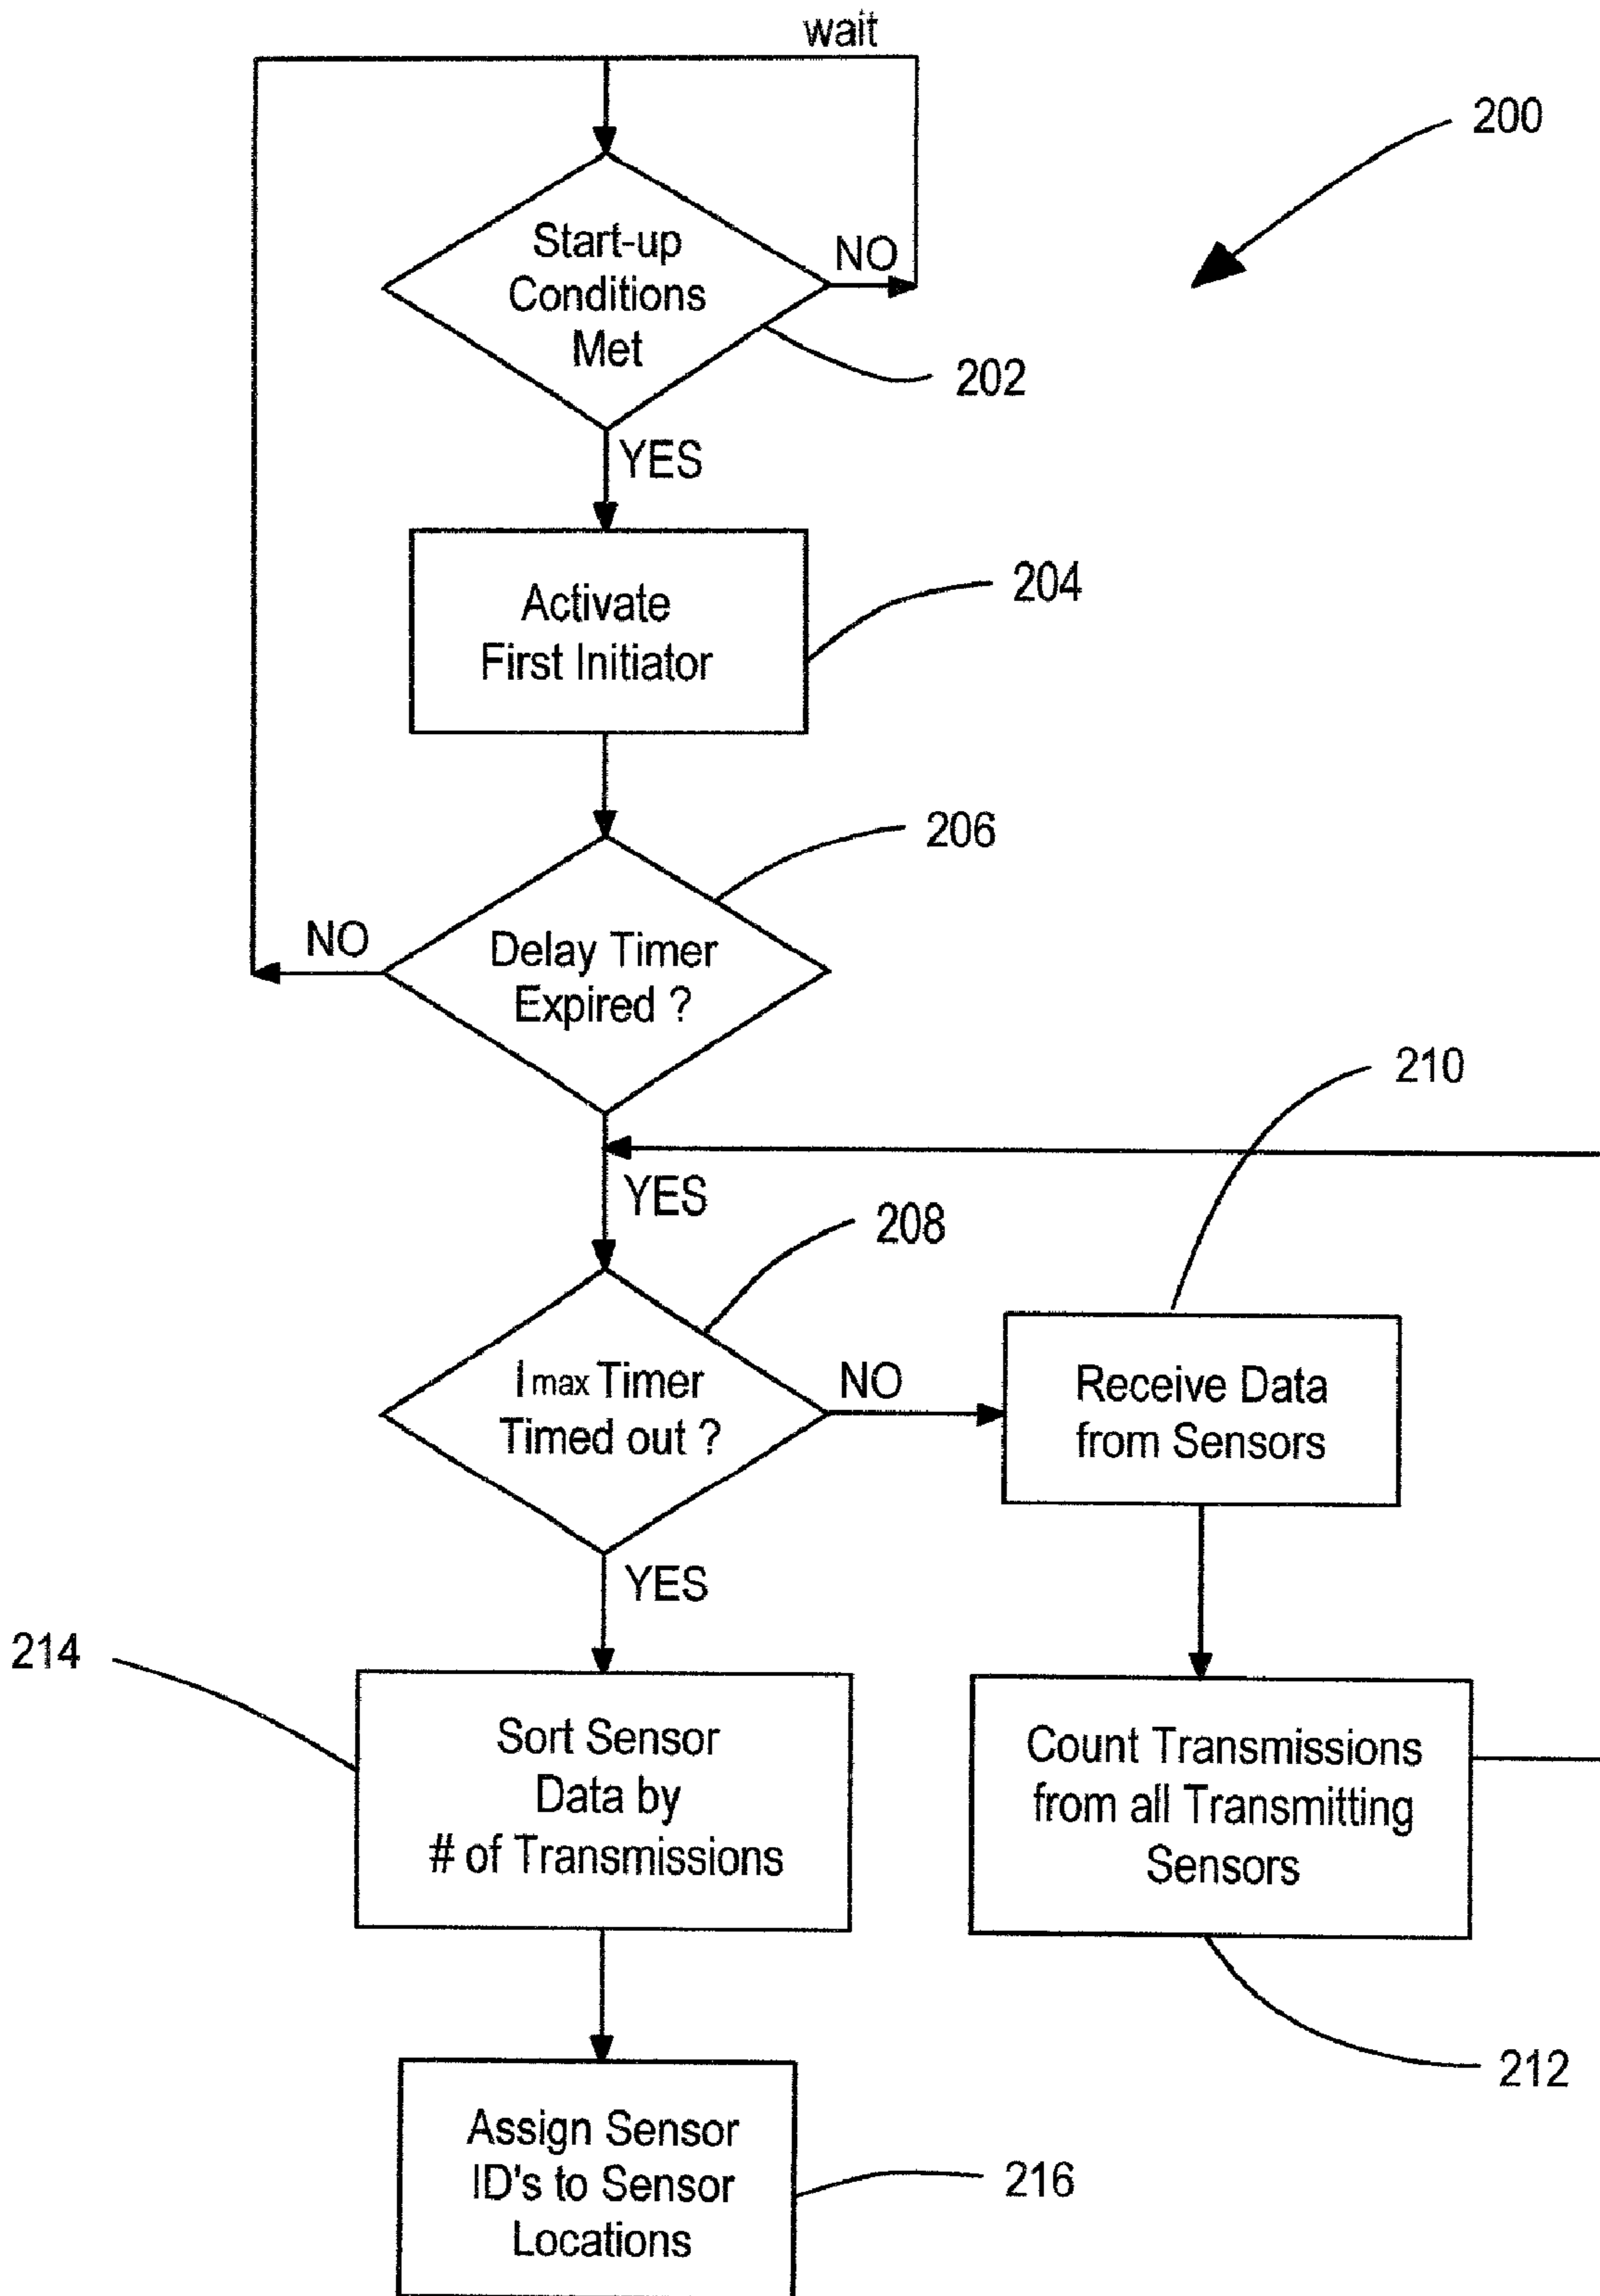 wait
200
Start-up
Conditions
Met
NO
202
YES
Activate
First Initiator
204
206
NO
Delay Timer
Expired ?
210
YES
208
I max Timer
Timed out ?
NO
Receive Data
from Sensors
YES
214
Sort Sensor
Data by
# of Transmissions
Count Transmissions
from all Transmitting
Sensors
212
Assign Sensor
ID's to Sensor
Locations
216